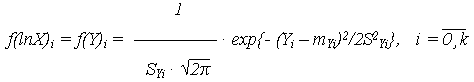 f(lnX)i = f(Y)i = 1 / (SYi · √2π) · exp{- (Yi – mYi)²/2S²Yi}, i = 0, k